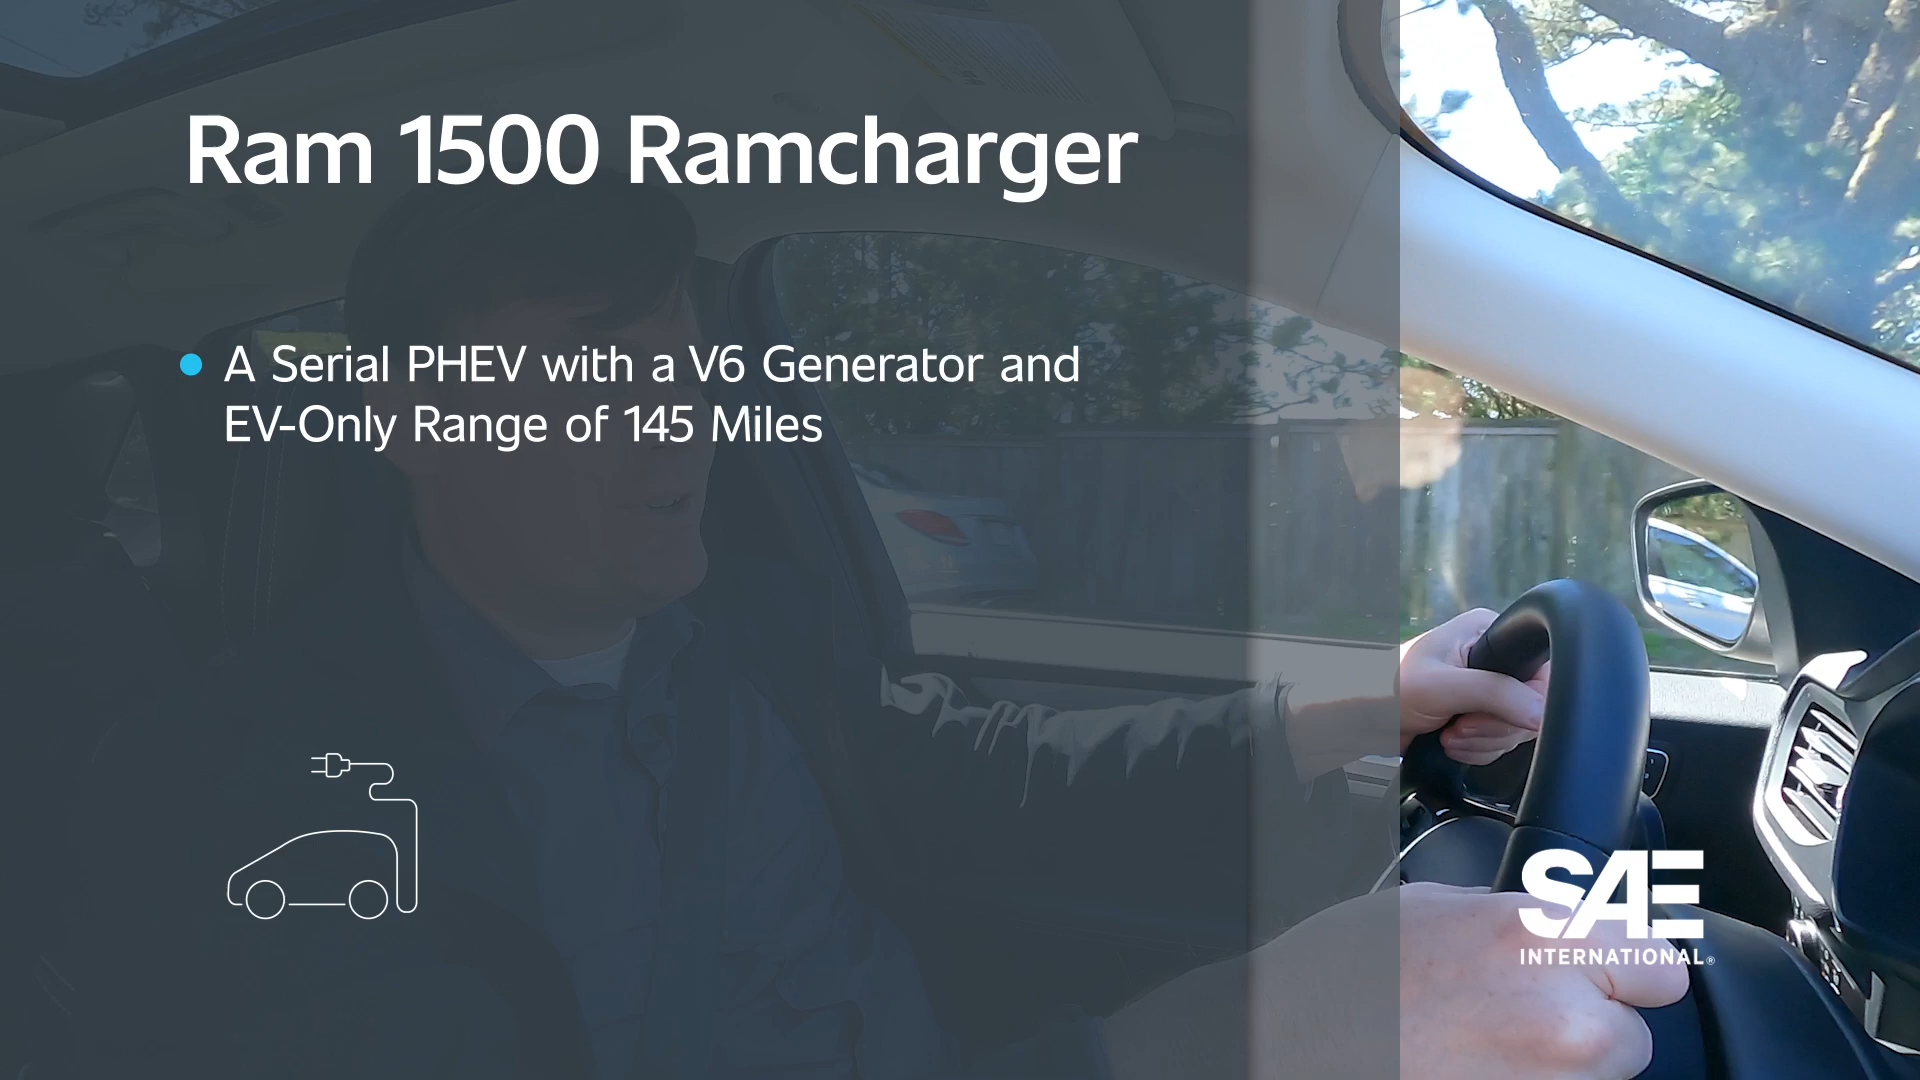 Ram 1500 Ramcharger
A Serial PHEV with a V6 Generator and
EV-Only Range of 145 Miles
SAE
INTERNATIONAL®